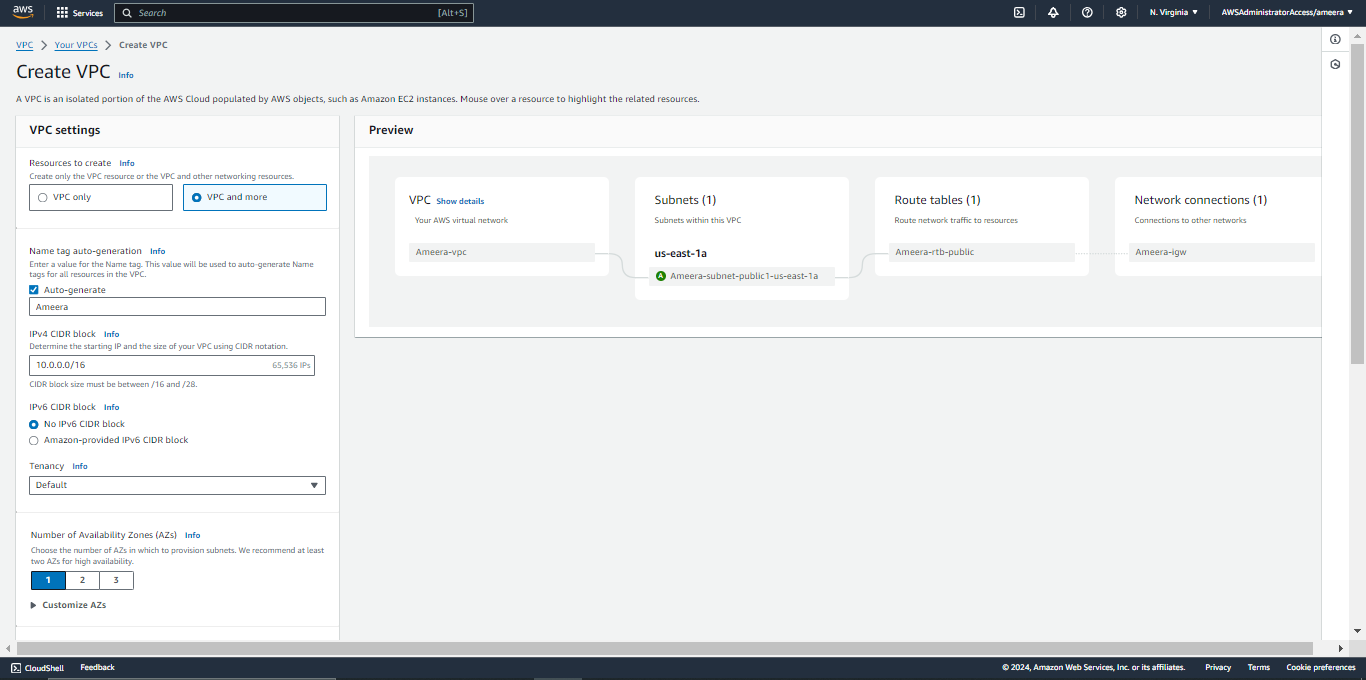 aws
Services
Search [Alt+S]
N. Virginia
AWSAdministratorAccess/ameera
VPC
Your VPCs
Create VPC
Create VPC Info
A VPC is an isolated portion of the AWS Cloud populated by AWS objects, such as Amazon EC2 instances. Mouse over a resource to highlight the related resources.
VPC settings
Resources to create Info
Create only the VPC resource or the VPC and other networking resources.
VPC only
VPC and more
Name tag auto-generation Info
Enter a value for the Name tag. This value will be used to auto-generate Name
tags for all resources in the VPC.
Auto-generate
Ameera
IPv4 CIDR block Info
Determine the starting IP and the size of your VPC using CIDR notation.
10.0.0.0/16 65,536 IPs
CIDR block size must be between /16 and /28.
IPv6 CIDR block Info
No IPv6 CIDR block
Amazon-provided IPv6 CIDR block
Tenancy Info
Default
Number of Availability Zones (AZs) Info
Choose the number of AZs in which to provision subnets. We recommend at least
two AZs for high availability.
1 2 3
Customize AZs
Preview
VPC Show details
Your AWS virtual network
Ameera-vpc
Subnets (1)
Subnets within this VPC
us-east-1a
A Ameera-subnet-public1-us-east-1a
Route tables (1)
Route network traffic to resources
Ameera-rtb-public
Network connections (1)
Connections to other networks
Ameera-igw
CloudShell
Feedback
© 2024, Amazon Web Services, Inc. or its affiliates.
Privacy
Terms
Cookie preferences